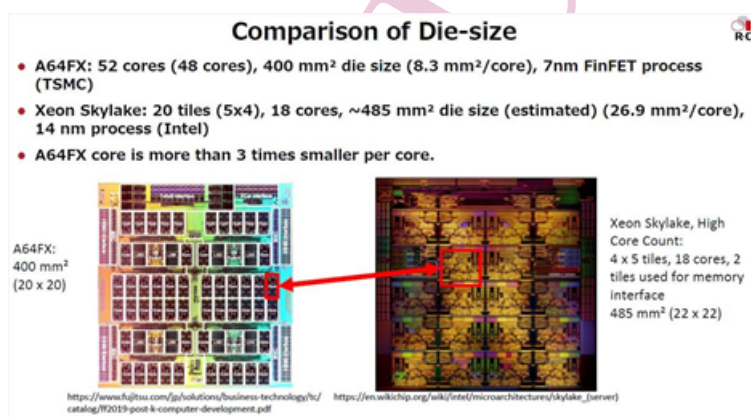 Comparison of Die-size
R-C
• A64FX: 52 cores (48 cores), 400 mm² die size (8.3 mm²/core), 7nm FinFET process
(TSMC)
• Xeon Skylake: 20 tiles (5x4), 18 cores, ~485 mm² die size (estimated) (26.9 mm²/core),
14 nm process (Intel)
• A64FX core is more than 3 times smaller per core.
A64FX:
400 mm²
(20 x 20)
Xeon Skylake, High
Core Count:
4 x 5 tiles, 18 cores, 2
tiles used for memory
interface
485 mm² (22 x 22)
https://www.fujitsu.com/jp/solutions/business-technology/tc/
catalog/ff2019-post-k-computer-development.pdf
https://en.wikichip.org/wiki/intel/microarchitectures/skylake_(server)